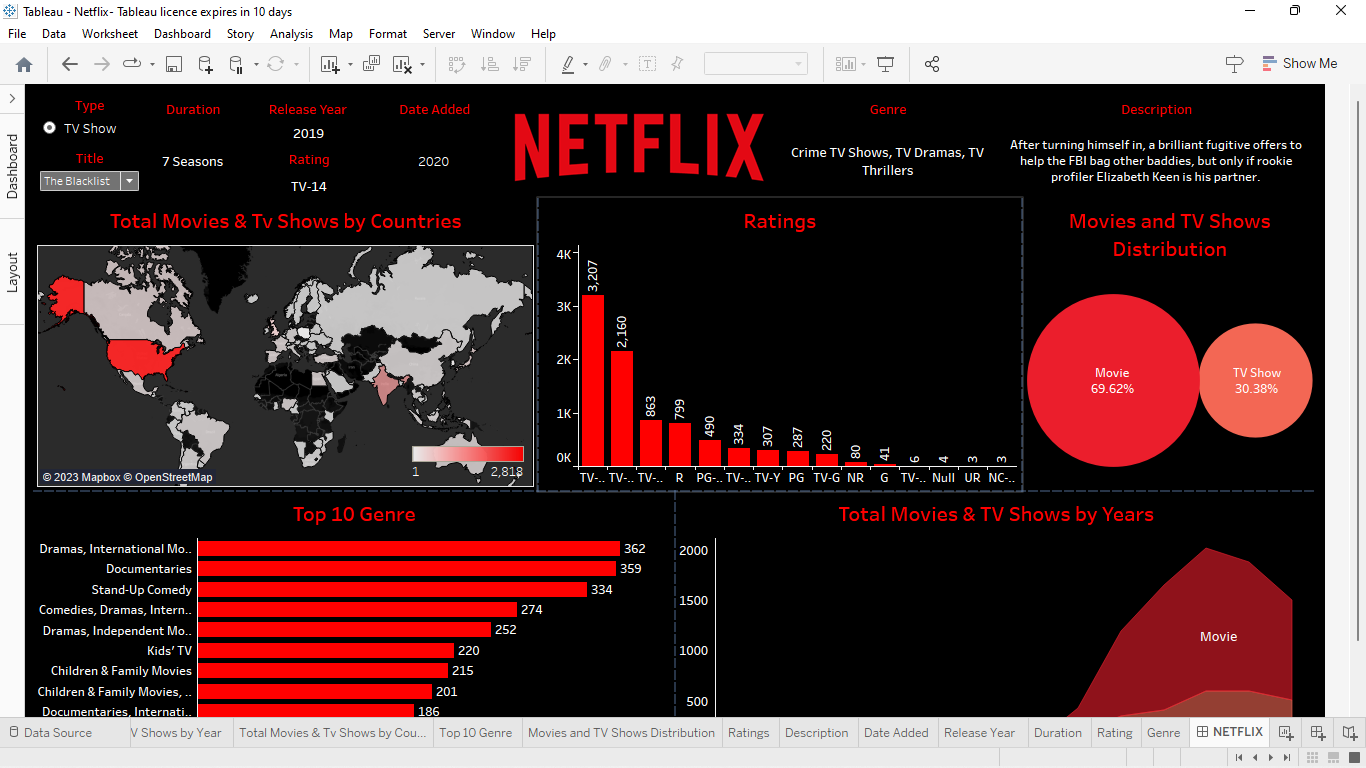 Tableau - Netflix- Tableau licence expires in 10 days
File Data Worksheet Dashboard Story Analysis Map Format Server Window Help
Show Me
Dashboard
Layout
Type
TV Show
Title
The Blacklist
Duration
7 Seasons
Release Year
2019
Rating
TV-14
Date Added
2020
NETFLIX
Genre
Crime TV Shows, TV Dramas, TV
Thrillers
Description
After turning himself in, a brilliant fugitive offers to
help the FBI bag other baddies, but only if rookie
profiler Elizabeth Keen is his partner.
Total Movies & Tv Shows by Countries
1 2,818
© 2023 Mapbox © OpenStreetMap
Ratings
4K
3K
2K
1K
0K
3,207 2,160 863 799 490 334 307 287 220 80 41 6 4 3 3
TV-.. TV-.. TV-.. R PG-.. TV-.. TV-Y PG TV-G NR G TV-.. Null UR NC-..
Movies and TV Shows
Distribution
Movie
69.62%
TV Show
30.38%
Top 10 Genre
Dramas, International Mo.. 362
Documentaries 359
Stand-Up Comedy 334
Comedies, Dramas, Intern.. 274
Dramas, Independent Mo.. 252
Kids' TV 220
Children & Family Movies 215
Children & Family Movies, .. 201
Documentaries, Internati.. 186
Total Movies & TV Shows by Years
2000
1500
1000
500
Movie
Data Source V Shows by Year Total Movies & Tv Shows by Cou... Top 10 Genre Movies and TV Shows Distribution Ratings Description Date Added Release Year Duration Rating Genre NETFLIX